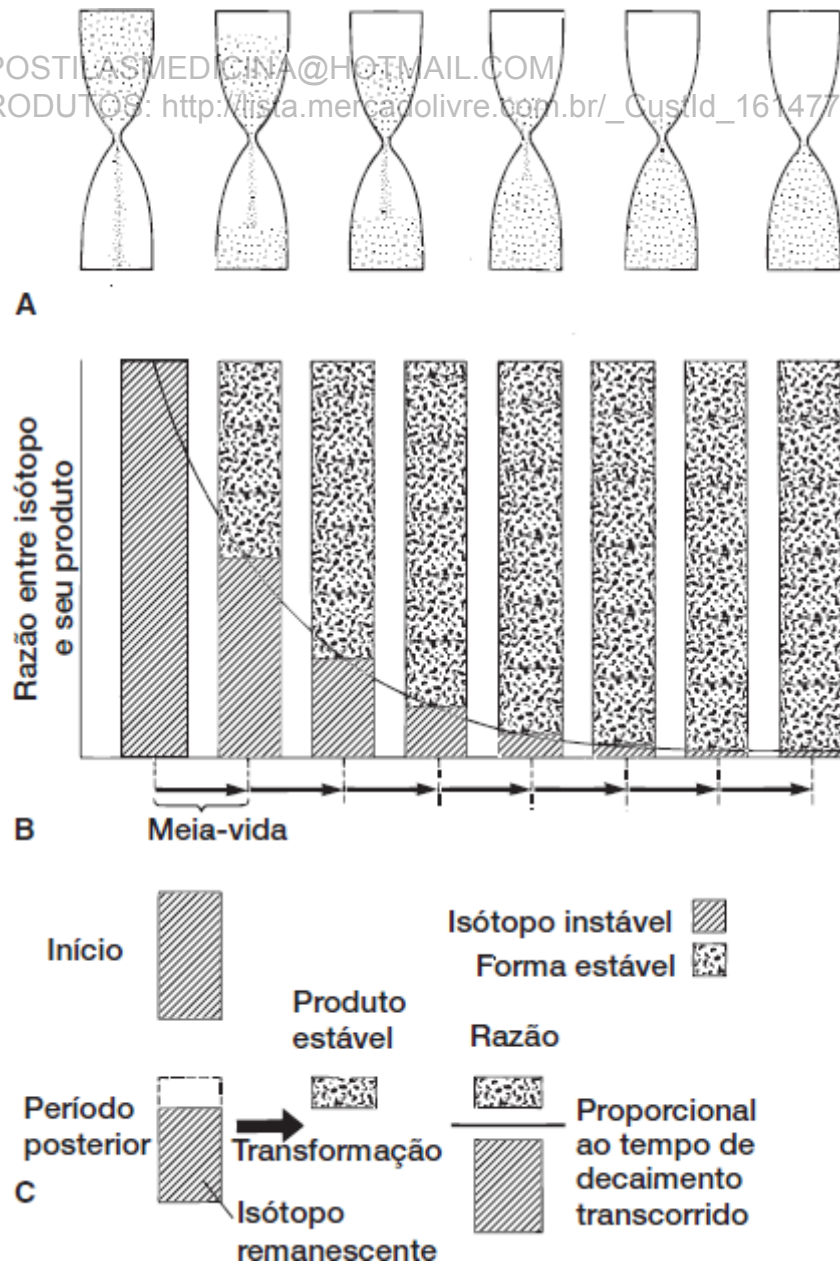 POSTILASMEDICINA@HOTMAIL.COM
RODUTOS: http://lista.mercadolivre.com.br/_CustId_161477
A
Razão entre isótopo
e seu produto
Meia-vida
B
Início
Isótopo instável
Forma estável
Produto
estável
Razão
Período
posterior
Transformação
Proporcional
ao tempo de
decaimento
transcorrido
C
Isótopo
remanescente